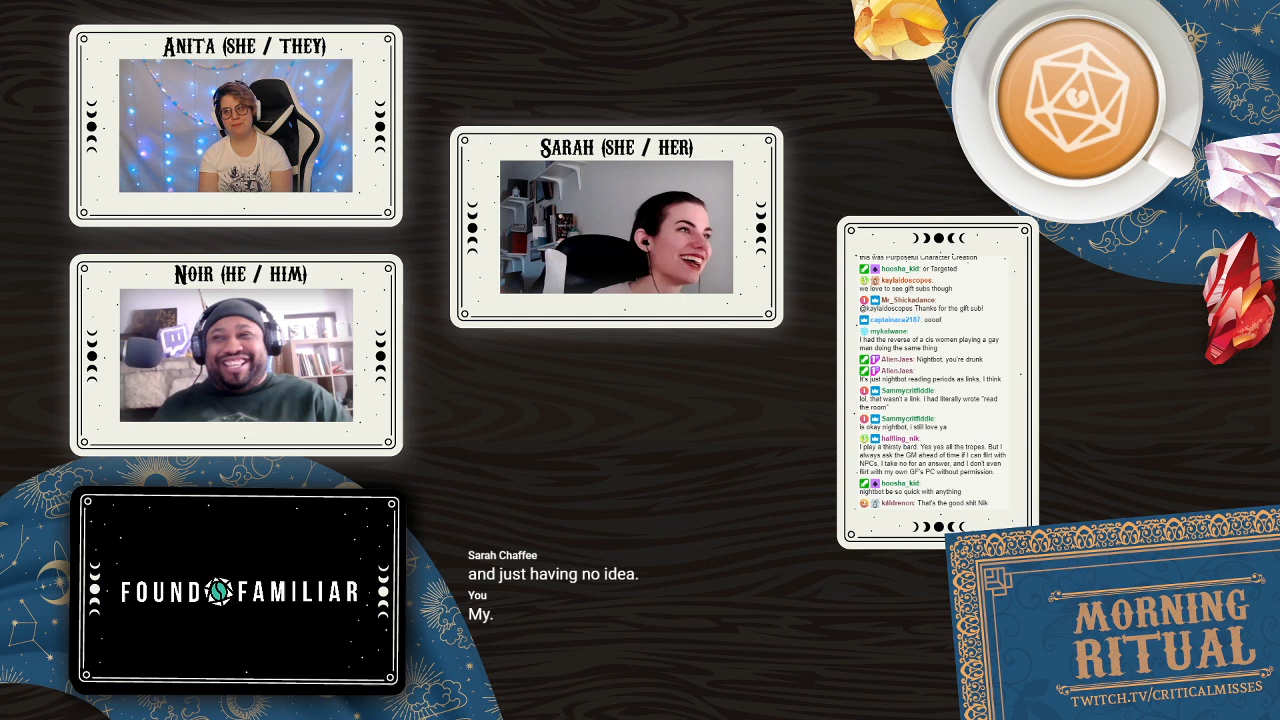 ANITA (SHE / THEY)
SARAH (SHE / HER)
NOIR (HE / HIM)
FOUND FAMILIAR
Sarah Chaffee
and just having no idea.
You
My.
this was Purposeful Character Creation
hoosha_kid: or Targeted
kaylaidoscopes:
we love to see gift subs though
Mr_Shickadance:
@kaylaidoscopes Thanks for the gift sub!
captainace2187: oooof
mykalwane:
I had the reverse of a cis women playing a gay
man doing the same thing
AlienJaes: Nightbot, you're drunk
AlienJaes:
It's just nightbot reading periods as links, I think
Sammycritfiddle:
lol, that wasn't a link. I had literally wrote "read
the room"
Sammycritfiddle:
is okay nightbot, i still love ya
halfling_nik:
I play a thirsty bard. Yes yes all the tropes. But I
always ask the GM ahead of time if I can flirt with
NPCs, I take no for an answer, and I don't even
flirt with my own GF's PC without permission
hoosha_kid:
nightbot be so quick with anything
kaldrenon: That's the good shit Nik
MORNING
RITUAL
TWITCH.TV/CRITICALMISSES